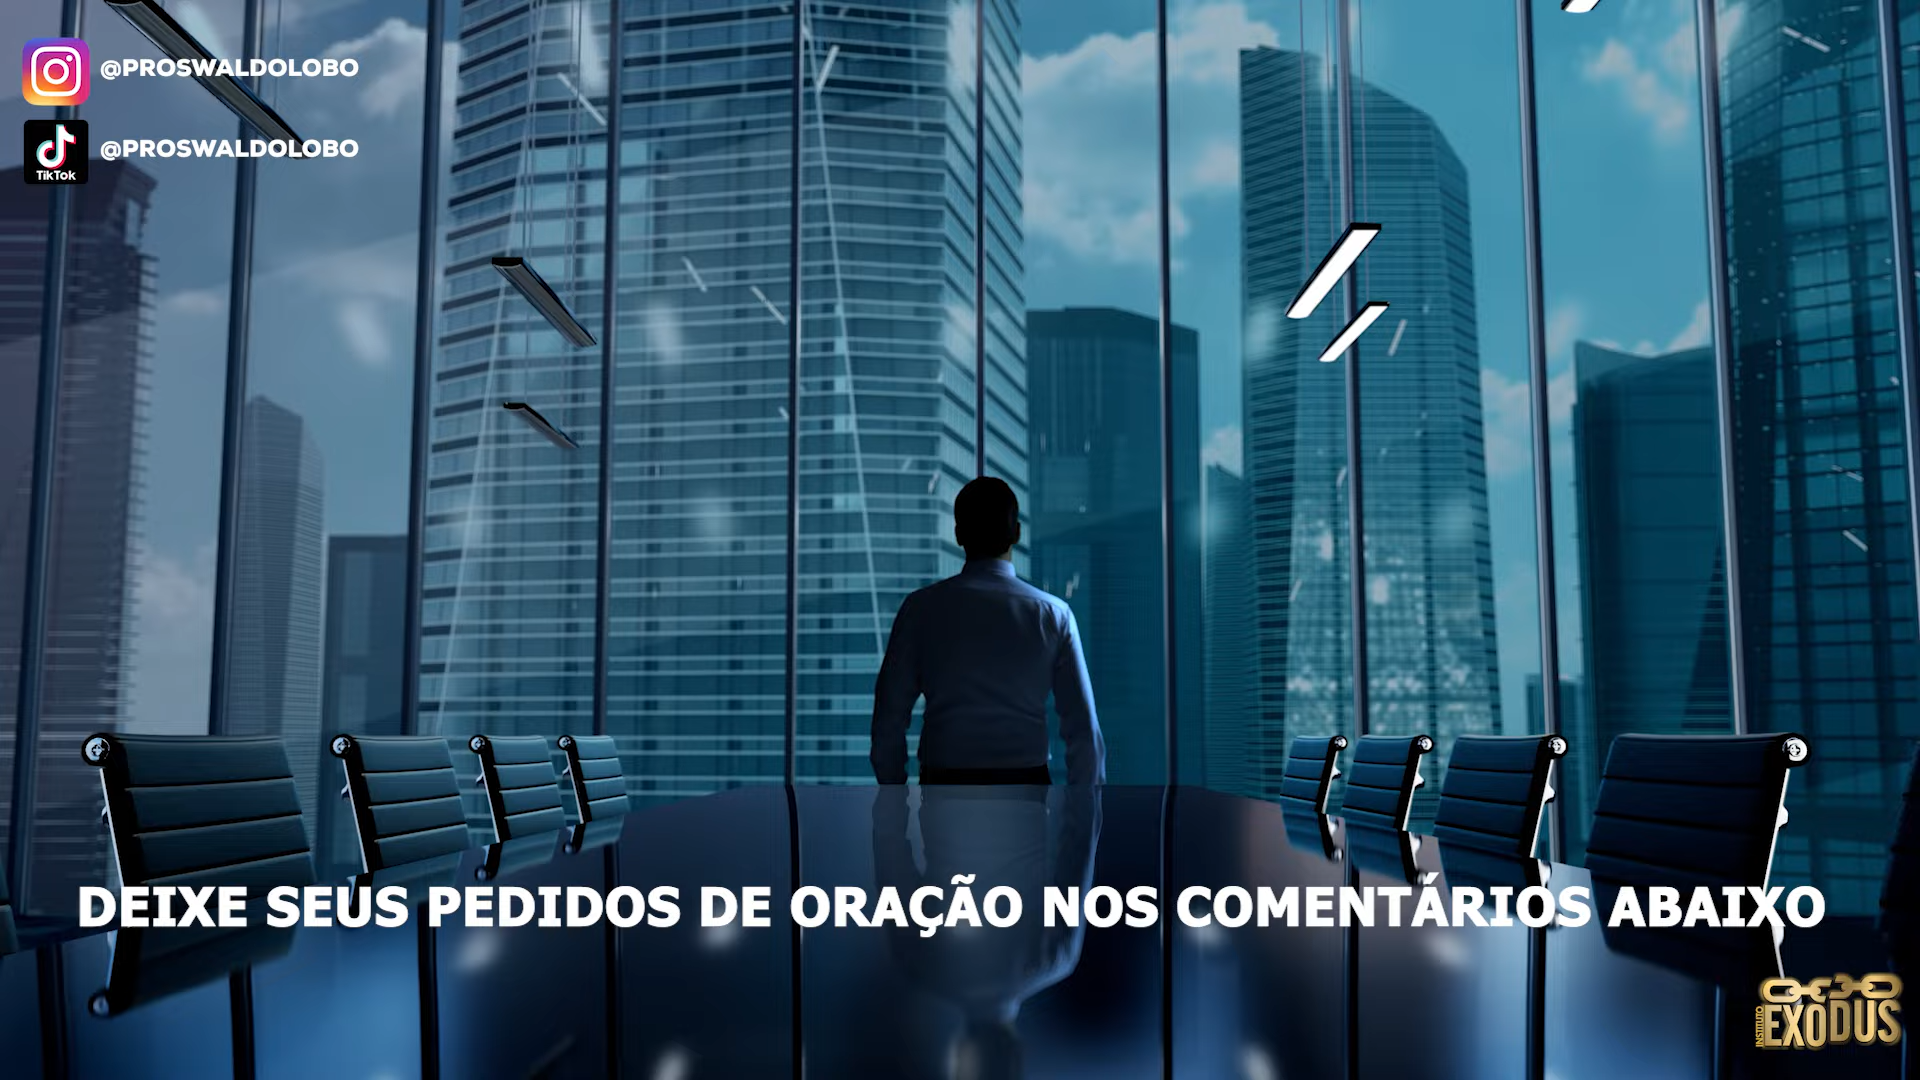 @PROSWALDOLOBO
TikTok
@PROSWALDOLOBO
DEIXE SEUS PEDIDOS DE ORAÇÃO NOS COMENTÁRIOS ABAIXO
INSTITUTO
EXODUS